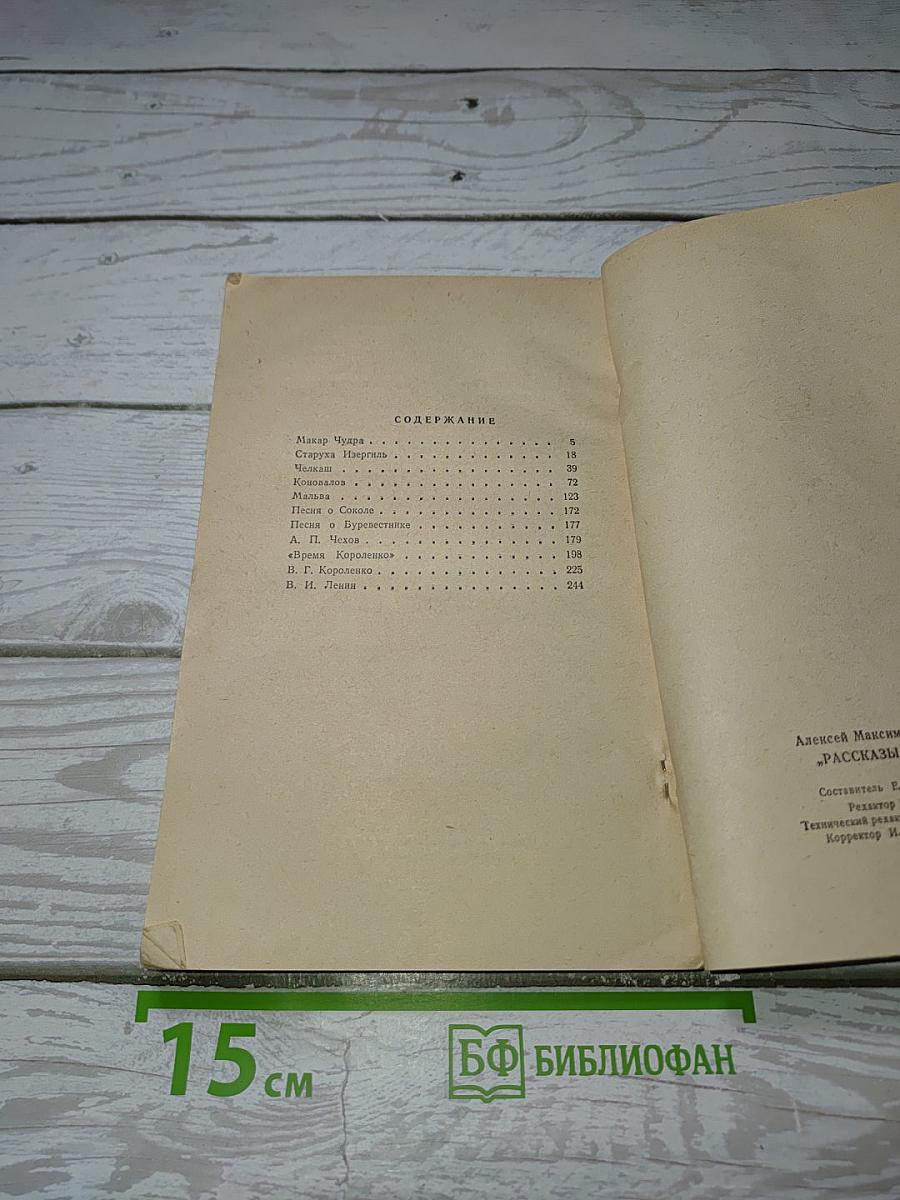 СОДЕРЖАНИЕ
Макар Чудра . . . . . . . . . . . . . . 5
Старуха Изергиль . . . . . . . . . . . . 18
Челкаш . . . . . . . . . . . . . . . . 39
Коновалов . . . . . . . . . . . . . . . 72
Мальва . . . . . . . . . . . . . . . . 123
Песня о Соколе . . . . . . . . . . . . . 172
Песня о Буревестнике . . . . . . . . . . . 177
А. П. Чехов . . . . . . . . . . . . . . 179
«Время Короленко» . . . . . . . . . . . . 198
В. Г. Короленко . . . . . . . . . . . . . 225
В. И. Ленин . . . . . . . . . . . . . . 244
Алексей Максим
„РАССКАЗЫ
Составитель Е.
Редактор
Технический редак
Корректор И.
15 см
БФ БИБЛИОФАН